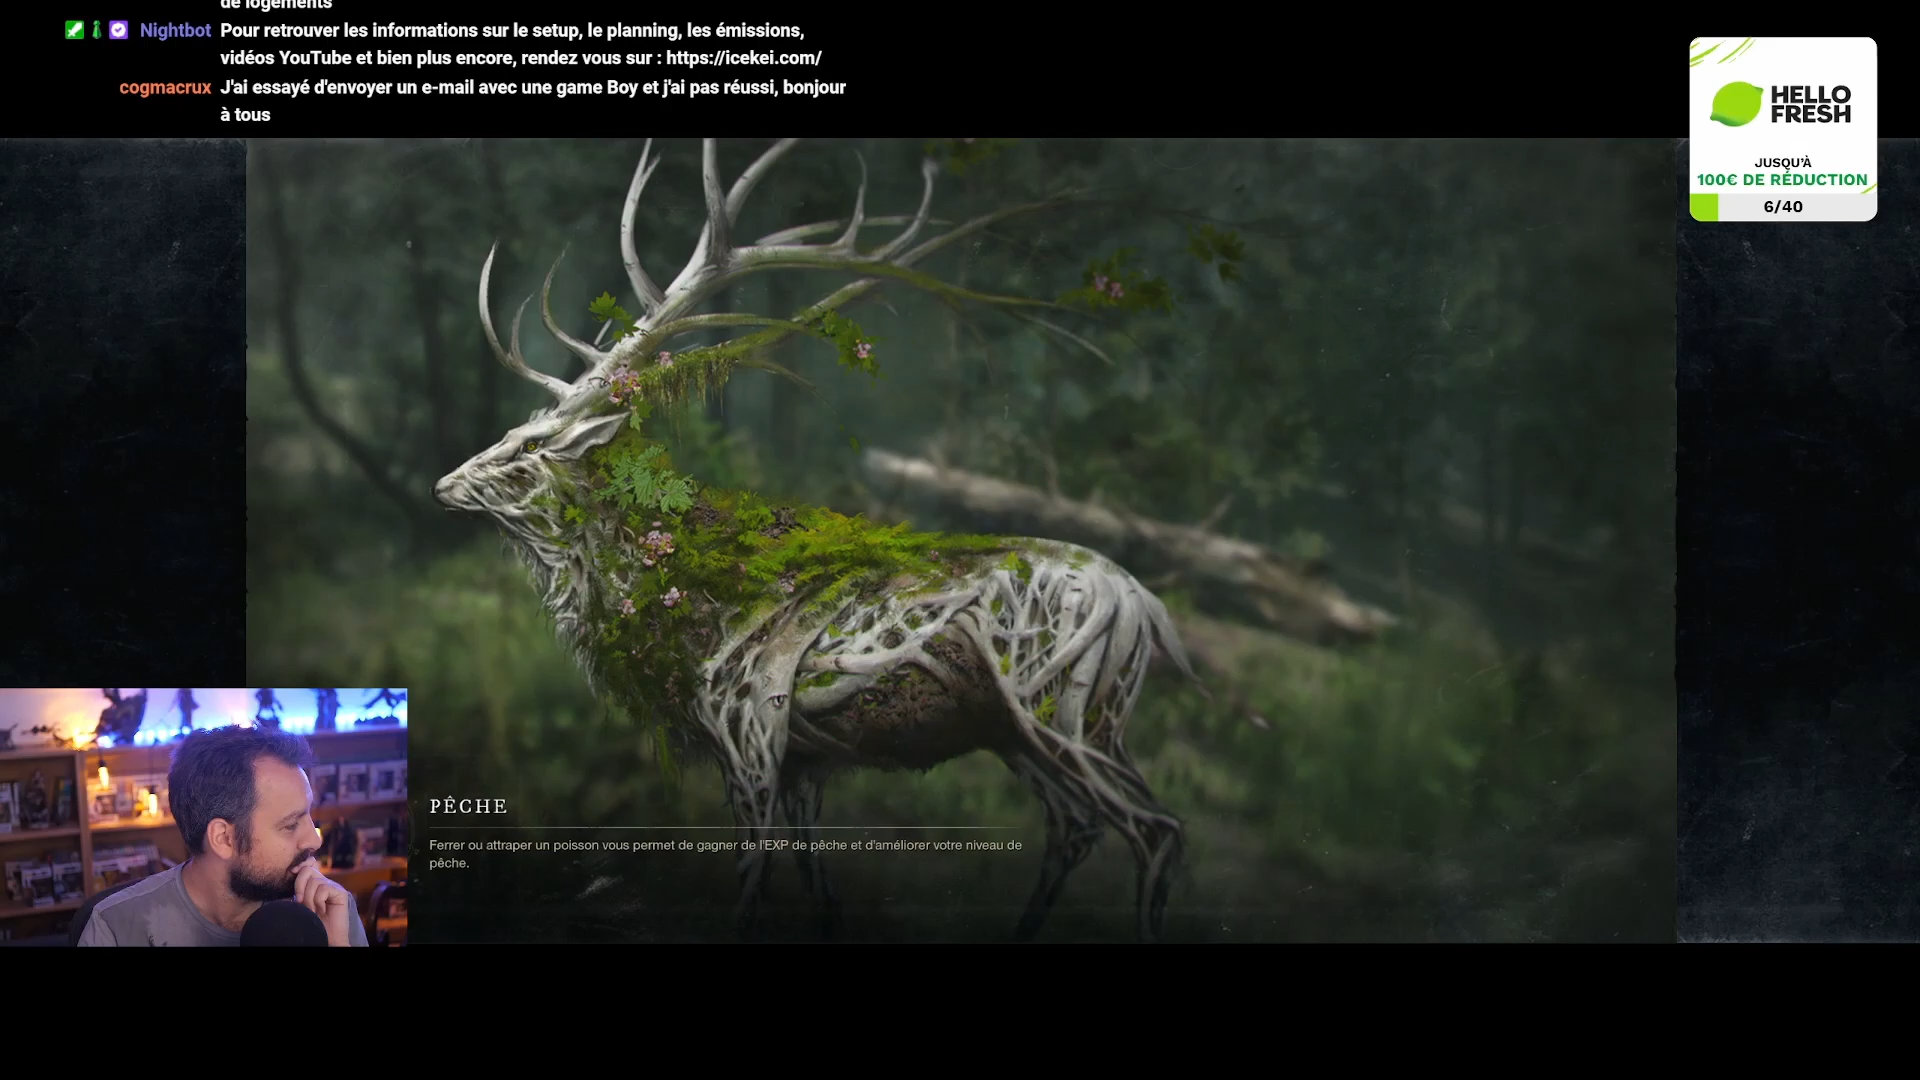 de logements
Nightbot Pour retrouver les informations sur le setup, le planning, les émissions,
vidéos YouTube et bien plus encore, rendez vous sur : https://icekei.com/
cogmacrux J'ai essayé d'envoyer un e-mail avec une game Boy et j'ai pas réussi, bonjour
à tous
HELLO
FRESH
JUSQU'À
100€ DE RÉDUCTION
6/40
PÊCHE
Ferrer ou attraper un poisson vous permet de gagner de l'EXP de pêche et d'améliorer votre niveau de
pêche.